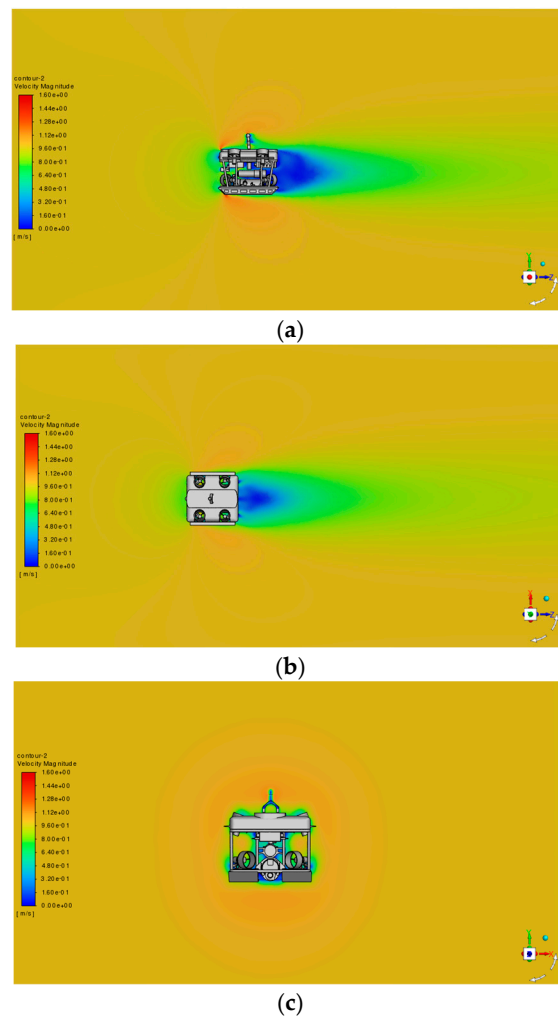 contour-2
Velocity Magnitude
1.60e+00
1.44e+00
1.28e+00
1.12e+00
9.60e-01
8.00e-01
6.40e-01
4.80e-01
3.20e-01
1.60e-01
0.00e+00
[ m/s ]
Y
Z
(a)
contour-2
Velocity Magnitude
1.60e+00
1.44e+00
1.28e+00
1.12e+00
9.60e-01
8.00e-01
6.40e-01
4.80e-01
3.20e-01
1.60e-01
0.00e+00
[ m/s ]
X
Z
(b)
contour-2
Velocity Magnitude
1.60e+00
1.44e+00
1.28e+00
1.12e+00
9.60e-01
8.00e-01
6.40e-01
4.80e-01
3.20e-01
1.60e-01
0.00e+00
[ m/s ]
Y
X
(c)